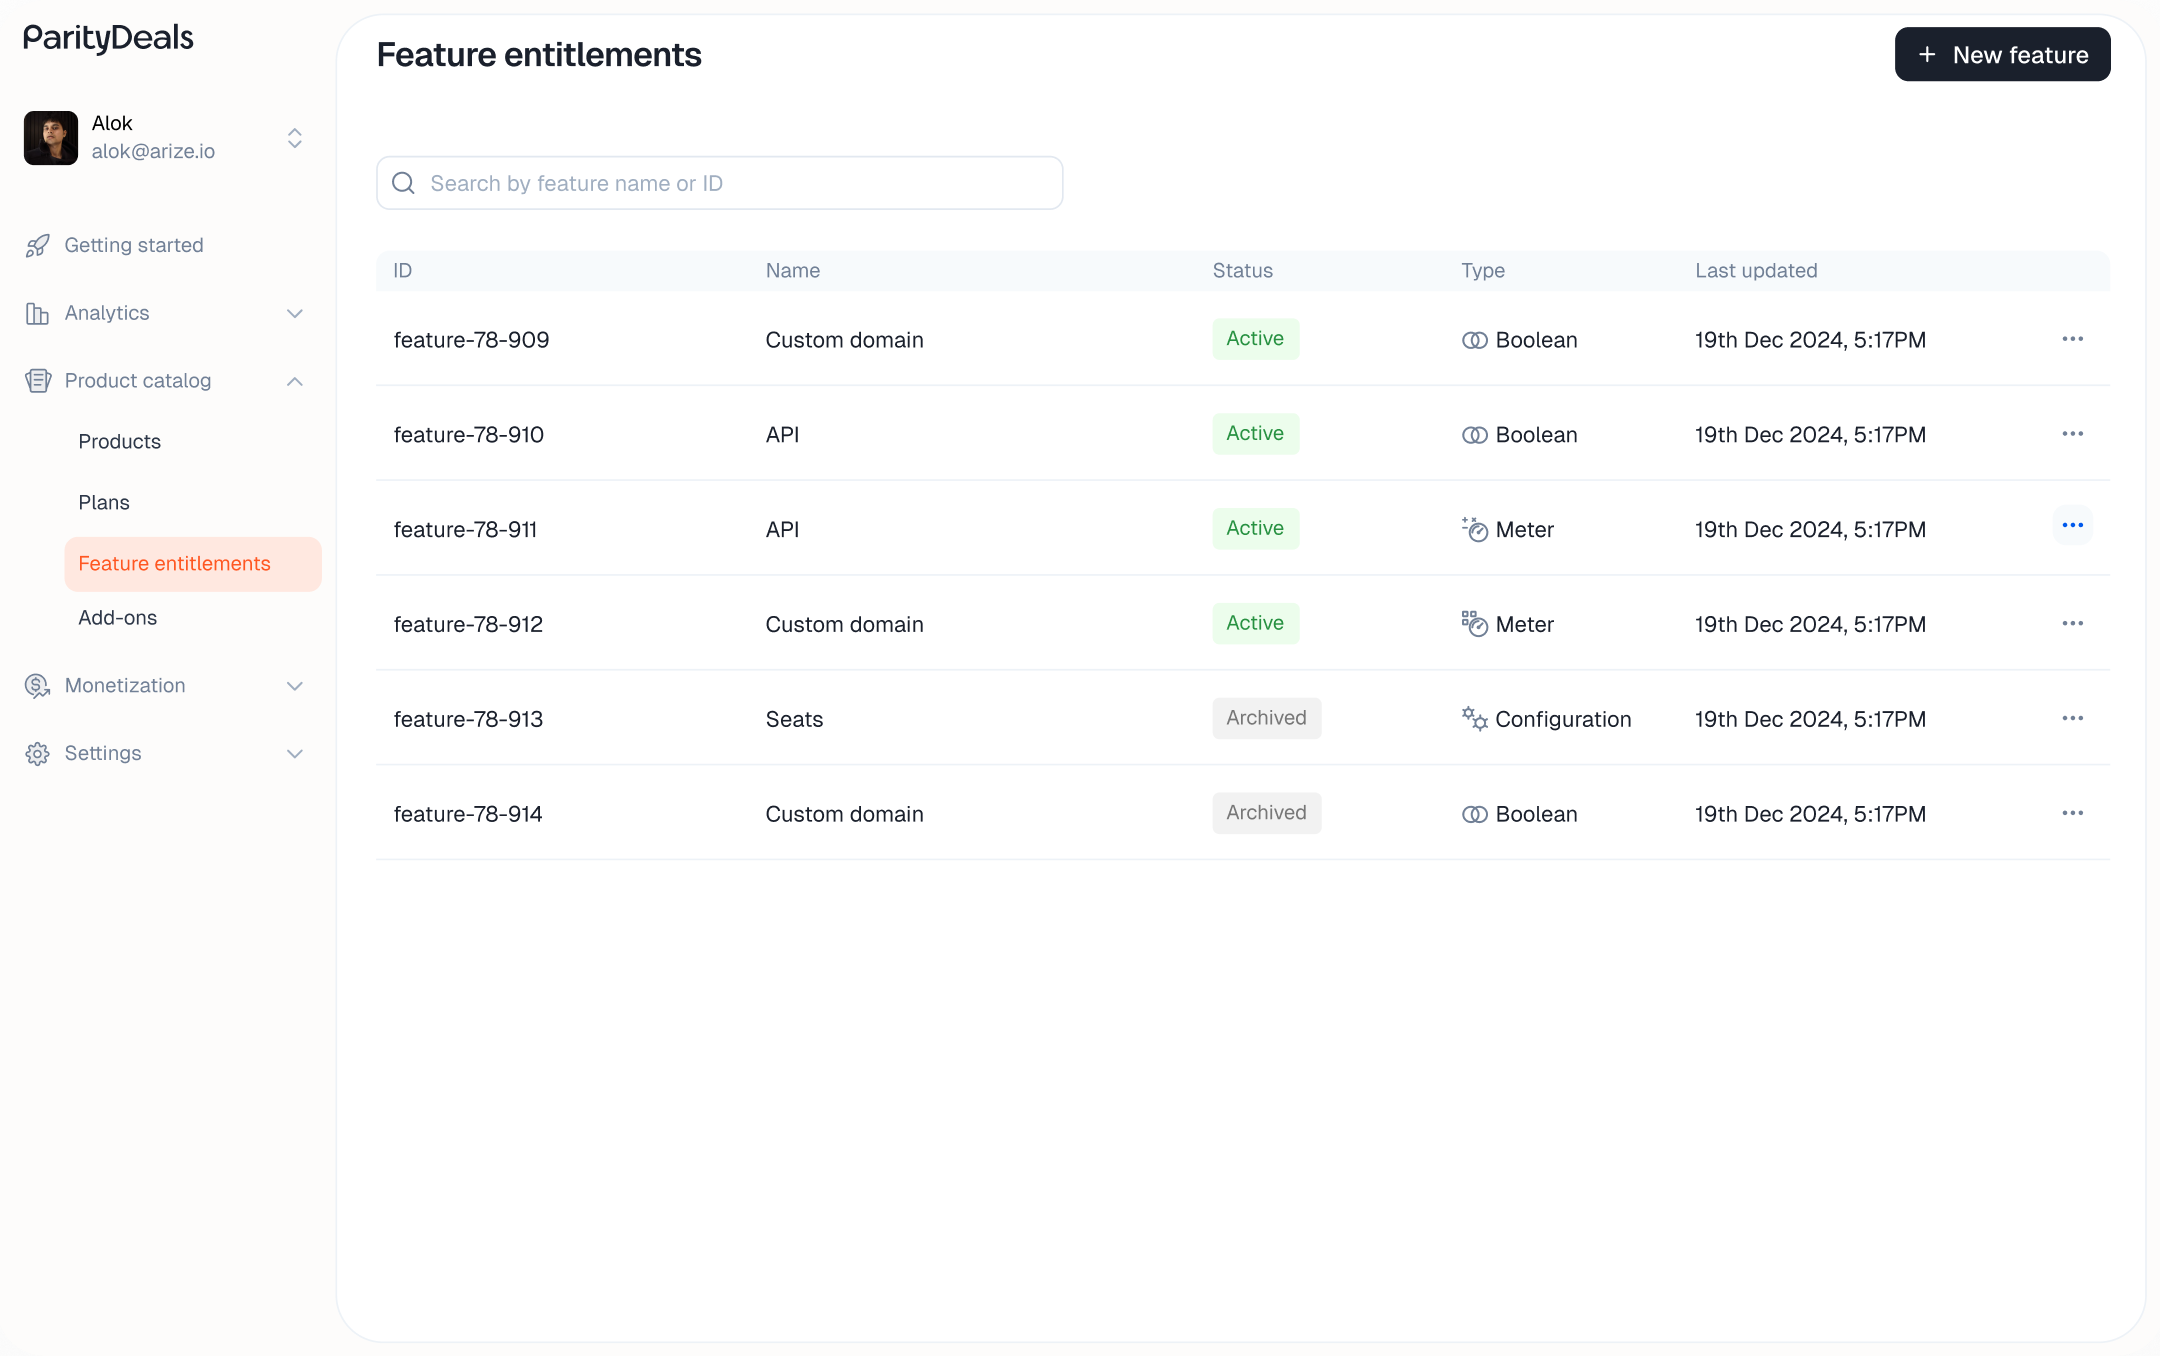 ParityDeals
Alok
alok@arize.io
Getting started
Analytics
Product catalog
Products
Plans
Feature entitlements
Add-ons
Monetization
Settings
Feature entitlements
+ New feature
Search by feature name or ID
ID Name Status Type Last updated
feature-78-909 Custom domain Active Boolean 19th Dec 2024, 5:17PM
feature-78-910 API Active Boolean 19th Dec 2024, 5:17PM
feature-78-911 API Active Meter 19th Dec 2024, 5:17PM
feature-78-912 Custom domain Active Meter 19th Dec 2024, 5:17PM
feature-78-913 Seats Archived Configuration 19th Dec 2024, 5:17PM
feature-78-914 Custom domain Archived Boolean 19th Dec 2024, 5:17PM